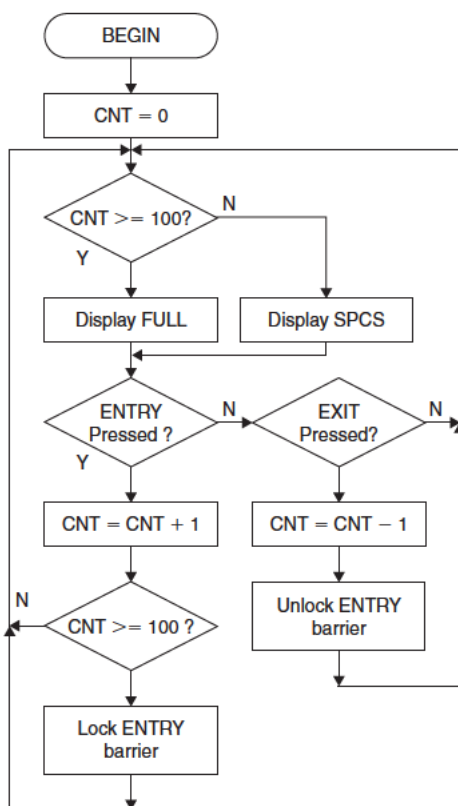 BEGIN
CNT = 0
CNT >= 100?
N
Y
Display FULL
Display SPCS
ENTRY
Pressed ?
N
EXIT
Pressed?
N
Y
CNT = CNT + 1
CNT = CNT − 1
N
CNT >= 100 ?
Unlock ENTRY
barrier
Lock ENTRY
barrier